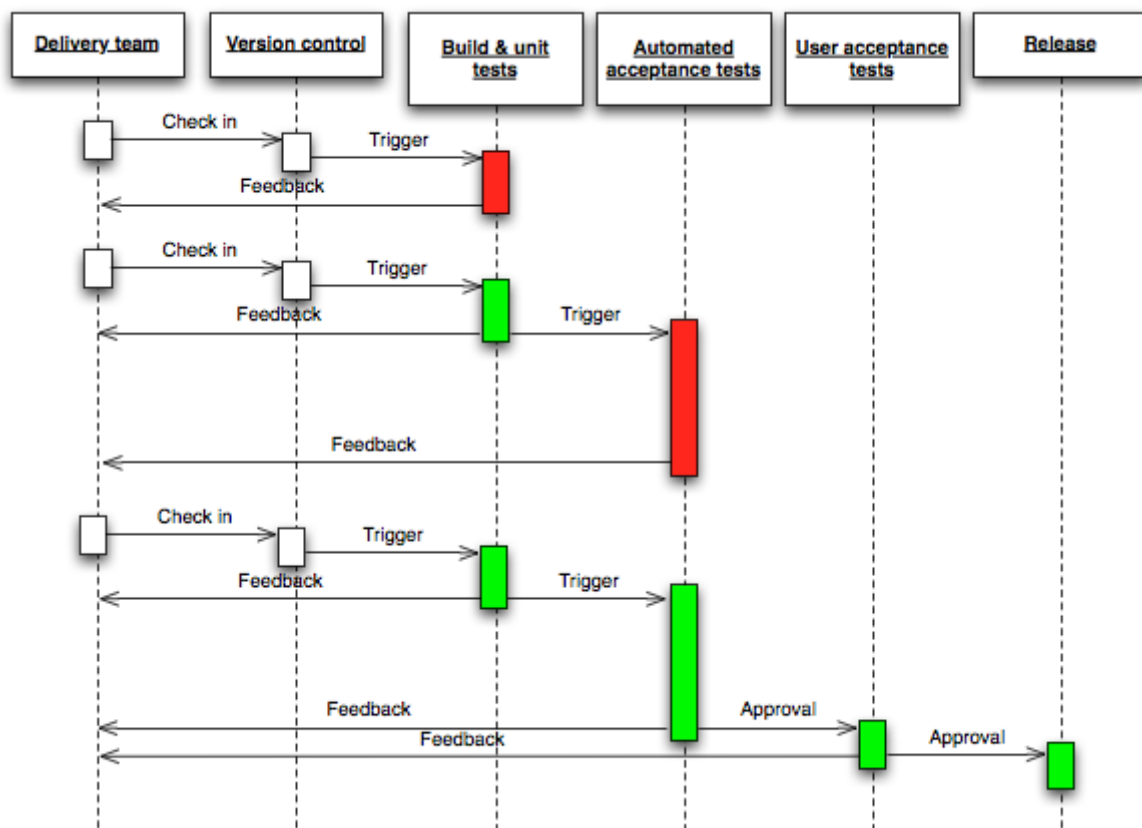 Delivery team
Version control
Build & unit
tests
Automated
acceptance tests
User acceptance
tests
Release
Check in
Trigger
Feedback
Check in
Trigger
Feedback
Trigger
Feedback
Check in
Trigger
Feedback
Trigger
Feedback
Approval
Feedback
Approval